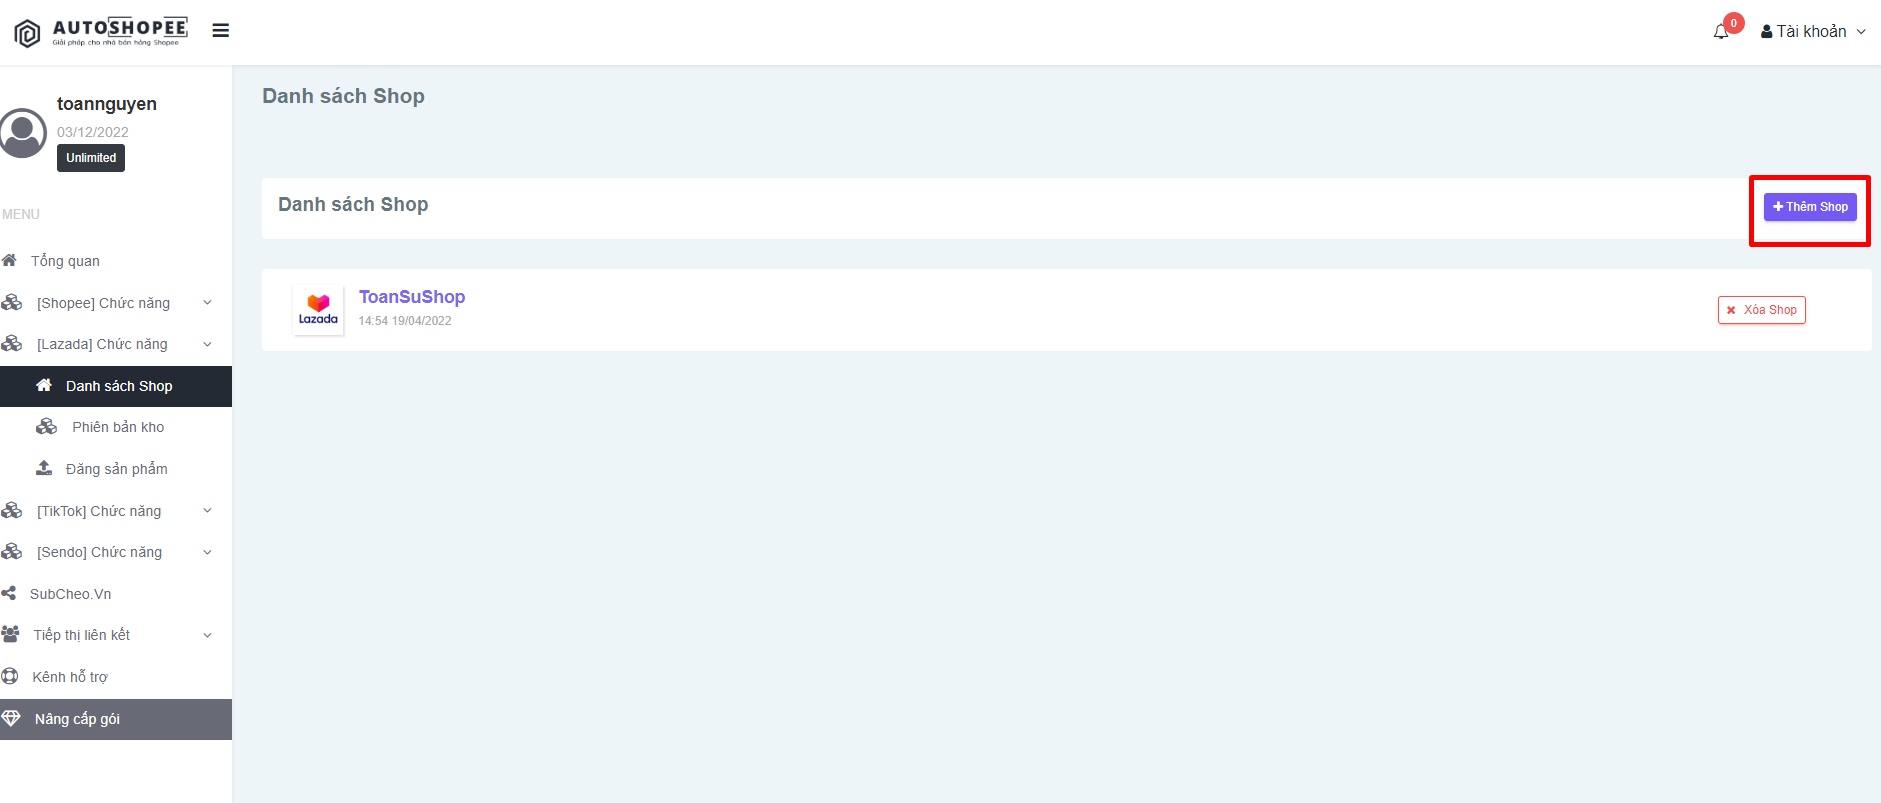 AUTOSHOPEE
Giải pháp cho nhà bán hàng Shopee
0
Tài khoản
toannguyen
03/12/2022
Unlimited
MENU
Tổng quan
[Shopee] Chức năng
[Lazada] Chức năng
Danh sách Shop
Phiên bản kho
Đăng sản phẩm
[TikTok] Chức năng
[Sendo] Chức năng
SubCheo.Vn
Tiếp thị liên kết
Kênh hỗ trợ
Nâng cấp gói
Danh sách Shop
Danh sách Shop
Thêm Shop
Lazada
ToanSuShop
14:54 19/04/2022
Xóa Shop